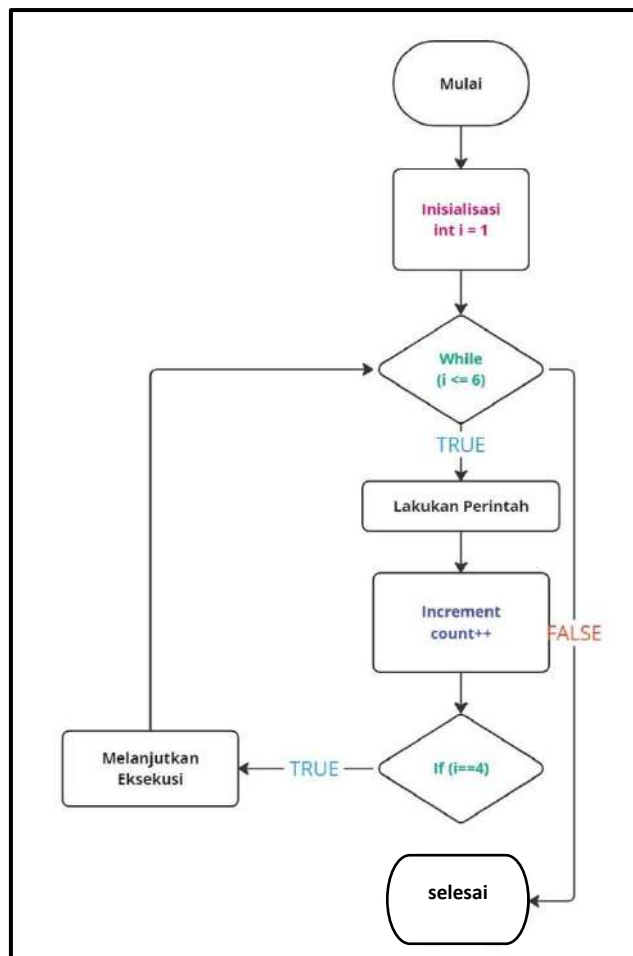 Mulai
Inisialisasi
int i = 1
While
(i <= 6)
TRUE
Lakukan Perintah
Increment
count++
FALSE
If (i==4)
TRUE
Melanjutkan
Eksekusi
selesai